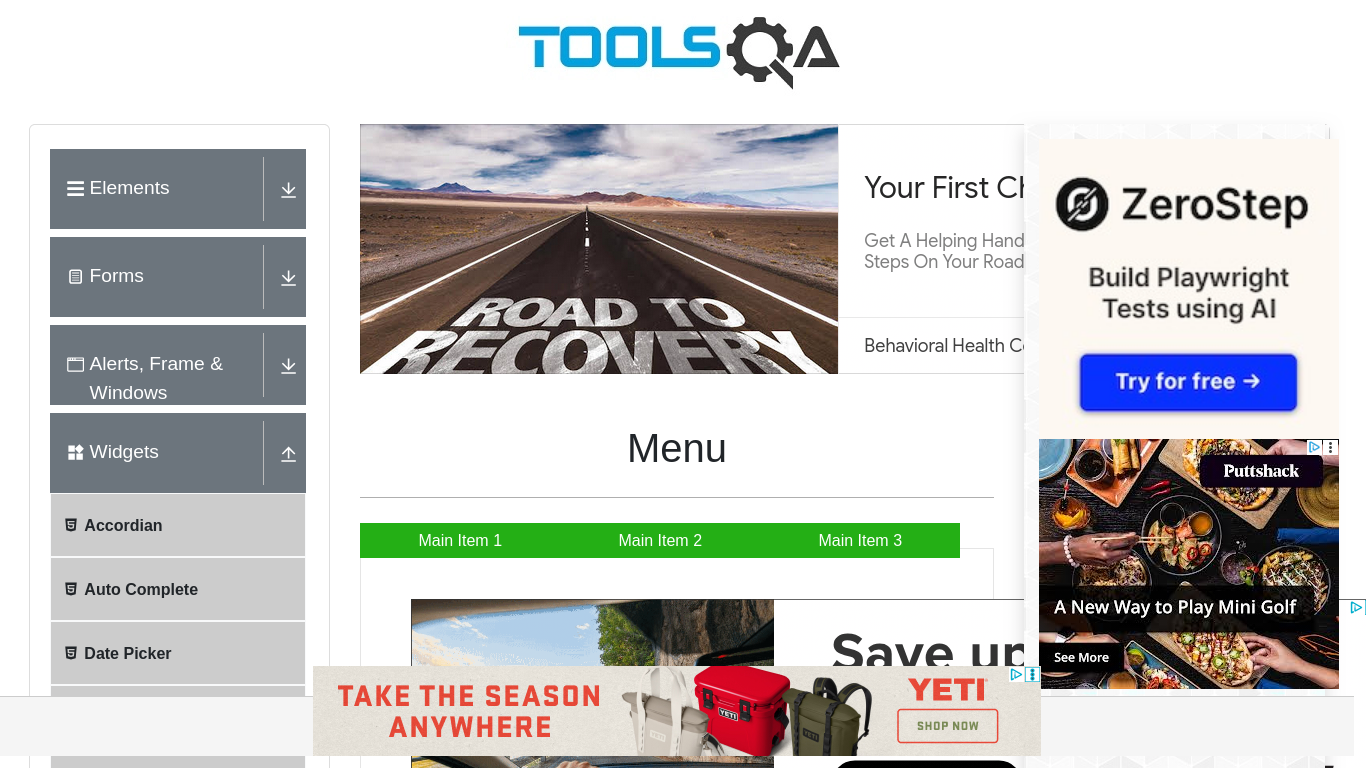 TOOLSQA
Elements
Forms
Alerts, Frame &
Windows
Widgets
Accordian
Auto Complete
Date Picker
ROAD TO
RECOVERY
Your First
Get A Helping Hand
Steps On Your Road
Behavioral Health
Menu
Main Item 1
Main Item 2
Main Item 3
Save up
ZeroStep
Build Playwright
Tests using AI
Try for free →
Puttshack
A New Way to Play Mini Golf
See More
TAKE THE SEASON
ANYWHERE
YETI
YETI
YETI
SHOP NOW